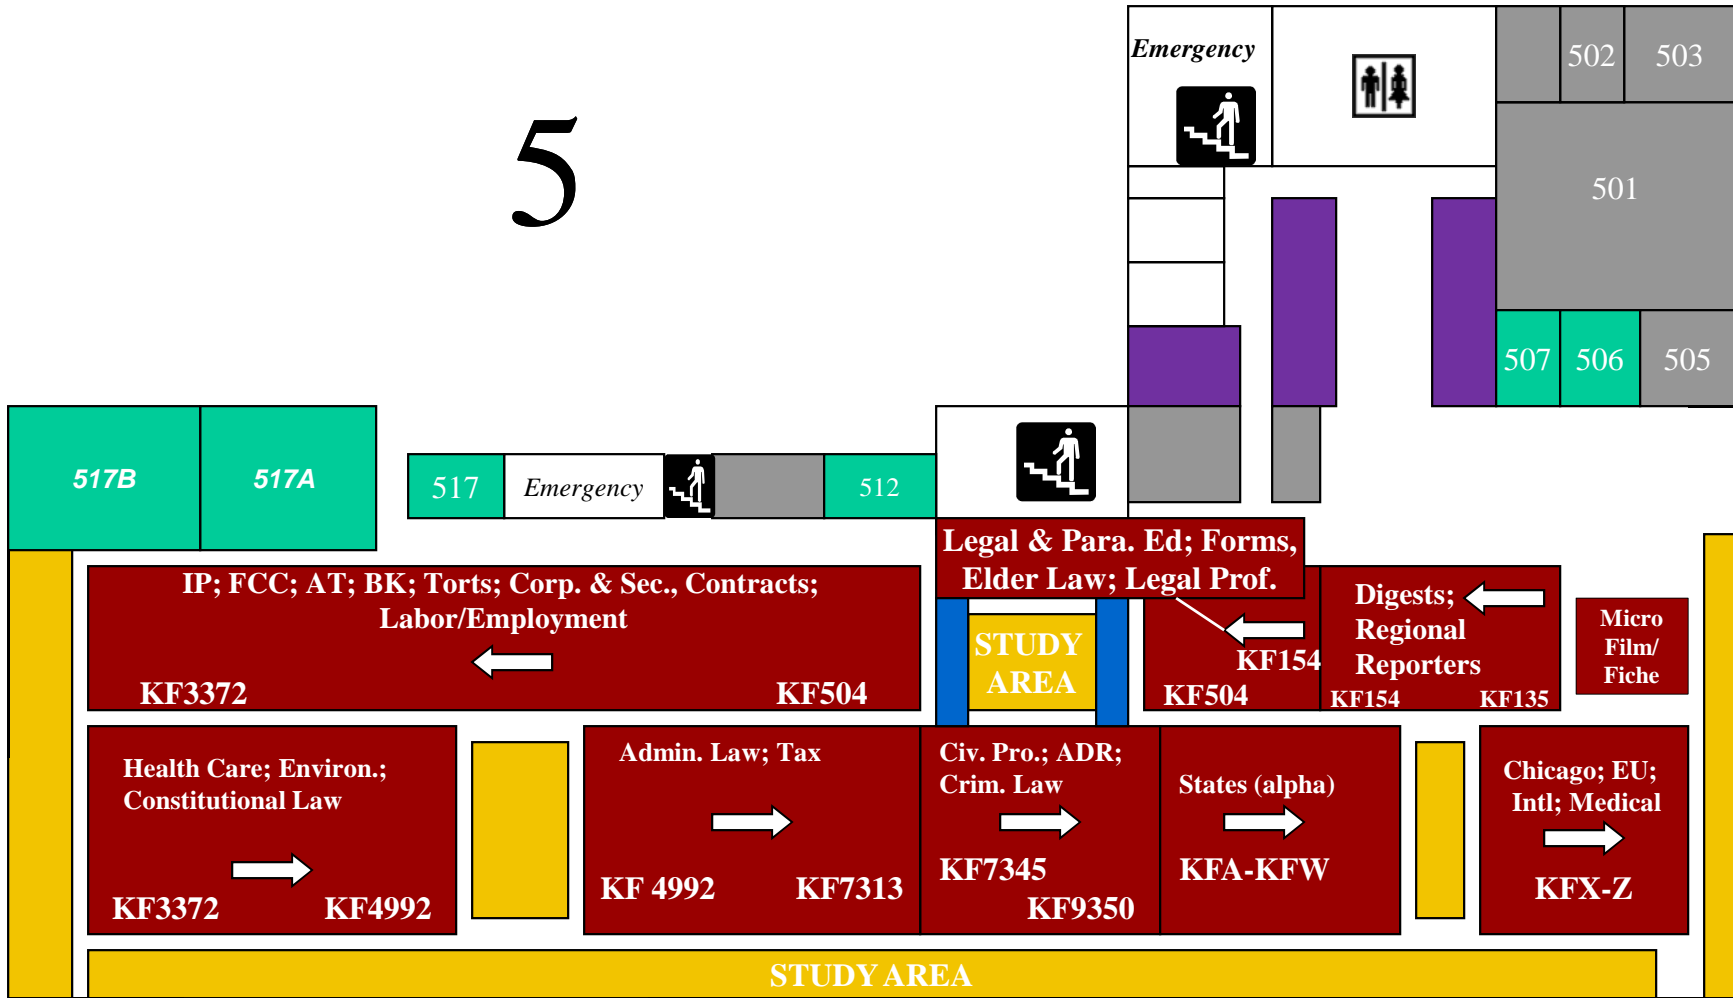 5
Emergency
502
503
501
507
506
505
517B
517A
517
Emergency
512
Legal & Para. Ed; Forms,
Elder Law; Legal Prof.
IP; FCC; AT; BK; Torts; Corp. & Sec., Contracts;
Labor/Employment
KF3372
KF504
STUDY
AREA
KF154
KF504
Digests;
Regional
Reporters
KF154
KF135
Micro
Film/
Fiche
Health Care; Environ.;
Constitutional Law
KF3372
KF4992
Admin. Law; Tax
KF 4992
KF7313
Civ. Pro.; ADR;
Crim. Law
KF7345
KF9350
States (alpha)
KFA-KFW
Chicago; EU;
Intl; Medical
KFX-Z
STUDY AREA